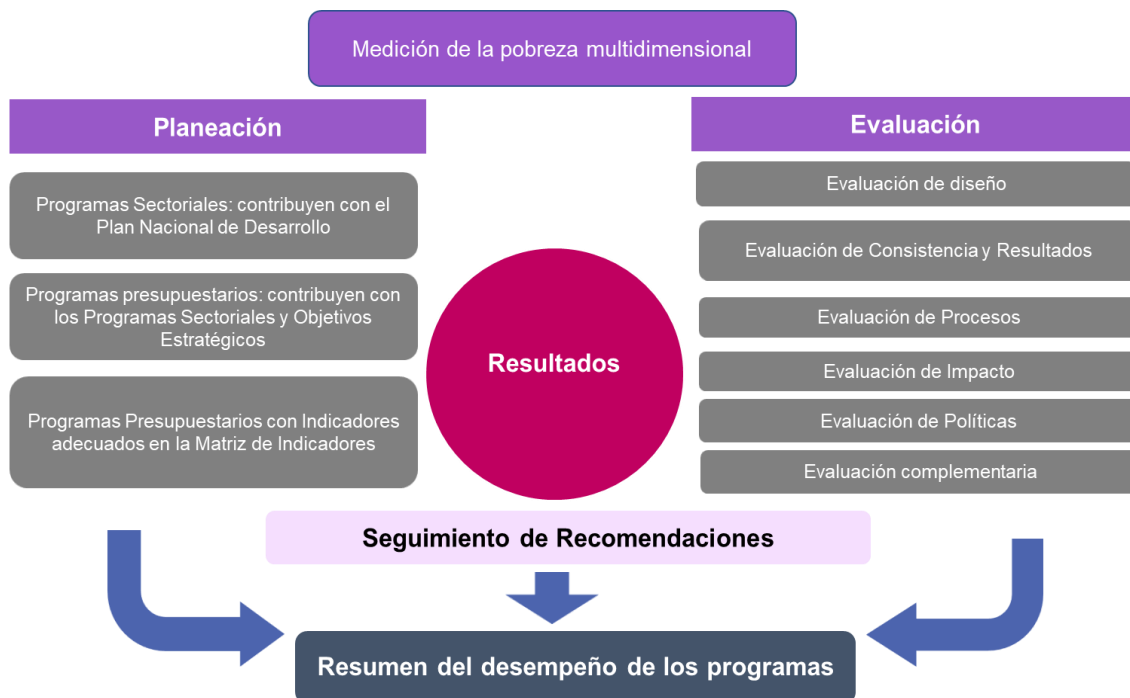 Medición de la pobreza multidimensional
Planeación
Programas Sectoriales: contribuyen con el
Plan Nacional de Desarrollo
Programas presupuestarios: contribuyen con
los Programas Sectoriales y Objetivos
Estratégicos
Programas Presupuestarios con Indicadores
adecuados en la Matriz de Indicadores
Resultados
Evaluación
Evaluación de diseño
Evaluación de Consistencia y Resultados
Evaluación de Procesos
Evaluación de Impacto
Evaluación de Políticas
Evaluación complementaria
Seguimiento de Recomendaciones
Resumen del desempeño de los programas